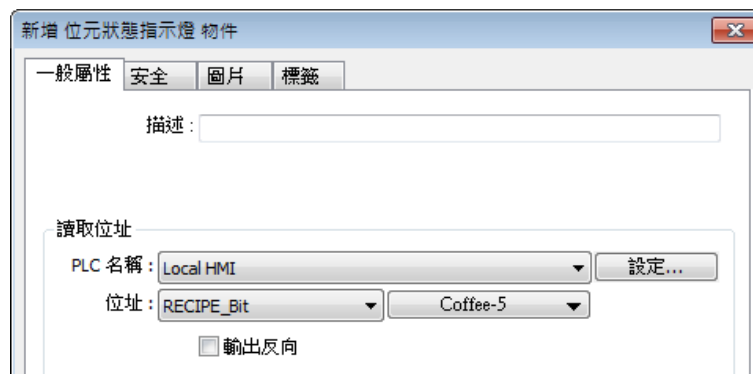 新增 位元狀態指示燈 物件
一般屬性 安全 圖片 標籤
描述 :
讀取位址
PLC 名稱 : Local HMI 設定...
位址 : RECIPE_Bit Coffee-5
輸出反向